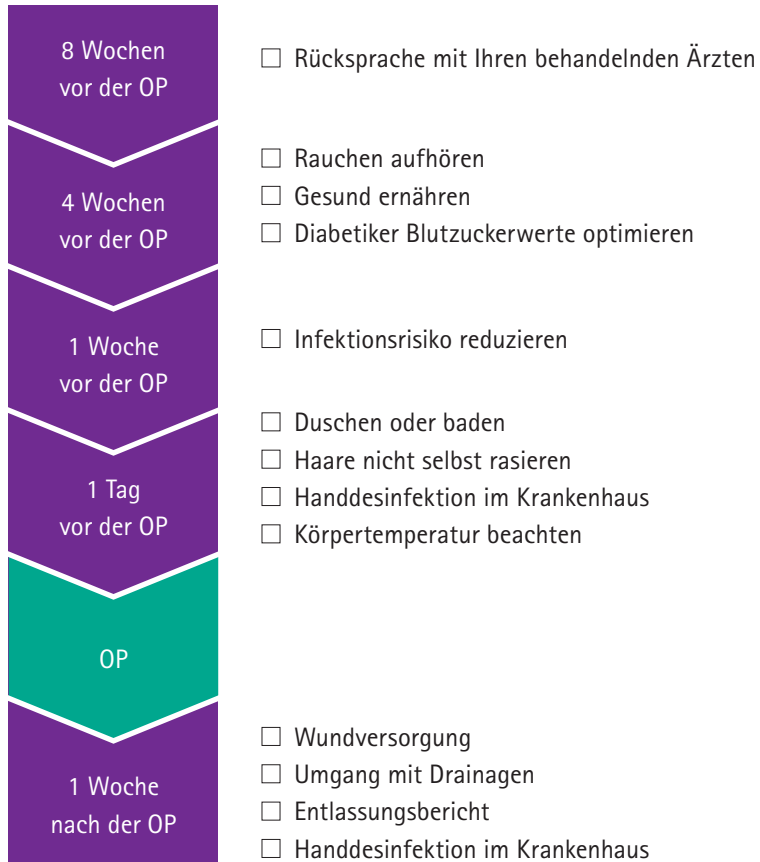 8 Wochen
vor der OP
☐ Rücksprache mit Ihren behandelnden Ärzten
4 Wochen
vor der OP
☐ Rauchen aufhören
☐ Gesund ernähren
☐ Diabetiker Blutzuckerwerte optimieren
1 Woche
vor der OP
☐ Infektionsrisiko reduzieren
1 Tag
vor der OP
☐ Duschen oder baden
☐ Haare nicht selbst rasieren
☐ Handdesinfektion im Krankenhaus
☐ Körpertemperatur beachten
OP
1 Woche
nach der OP
☐ Wundversorgung
☐ Umgang mit Drainagen
☐ Entlassungsbericht
☐ Handdesinfektion im Krankenhaus